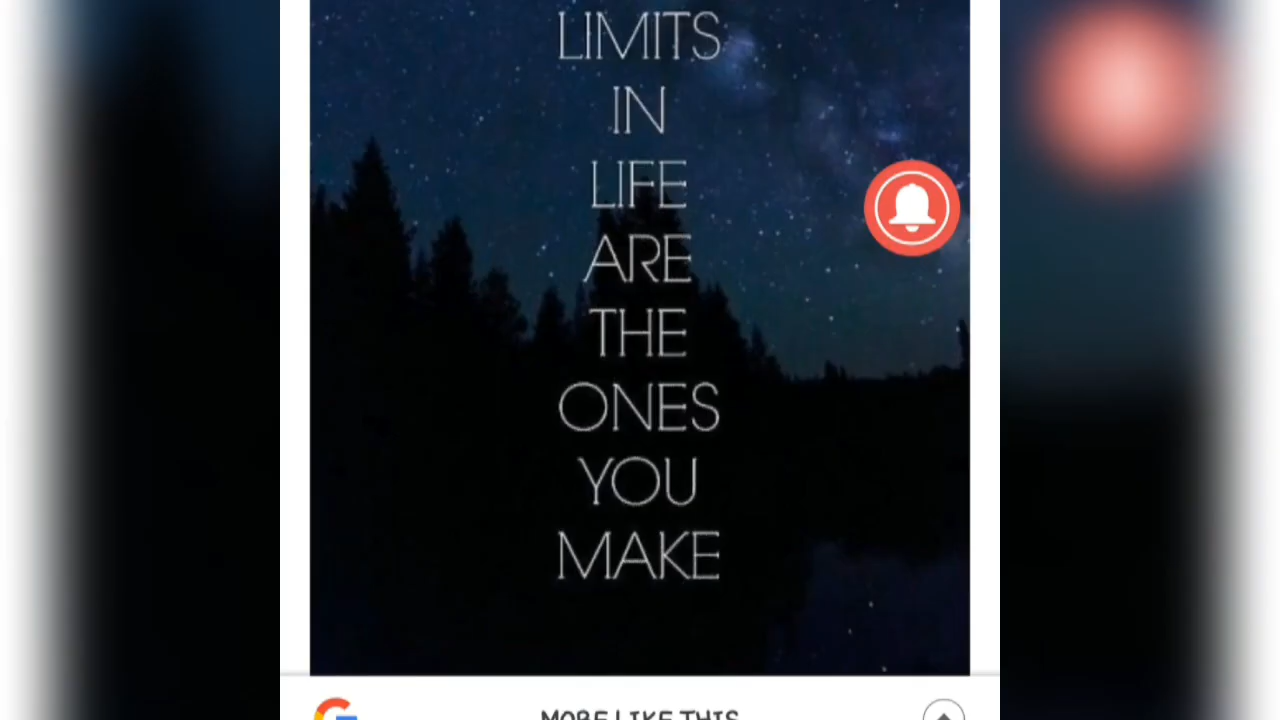 LIMITS
IN
LIFE
ARE
THE
ONES
YOU
MAKE
MORE LIKE THIS